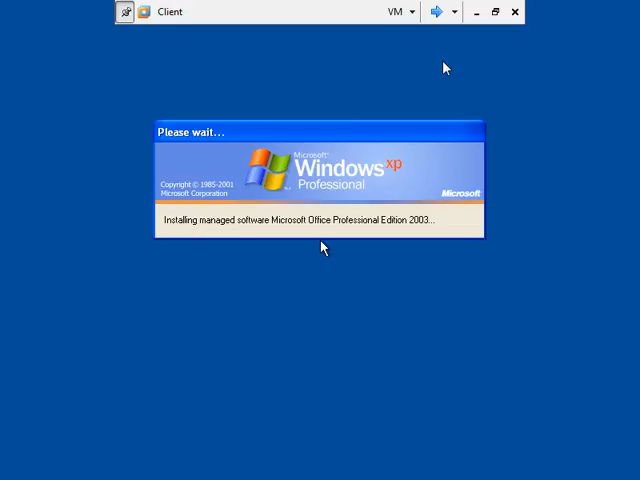 Client VM
Please wait...
Microsoft®
Windows xp
Professional
Copyright © 1985-2001
Microsoft Corporation
Microsoft
Installing managed software Microsoft Office Professional Edition 2003...